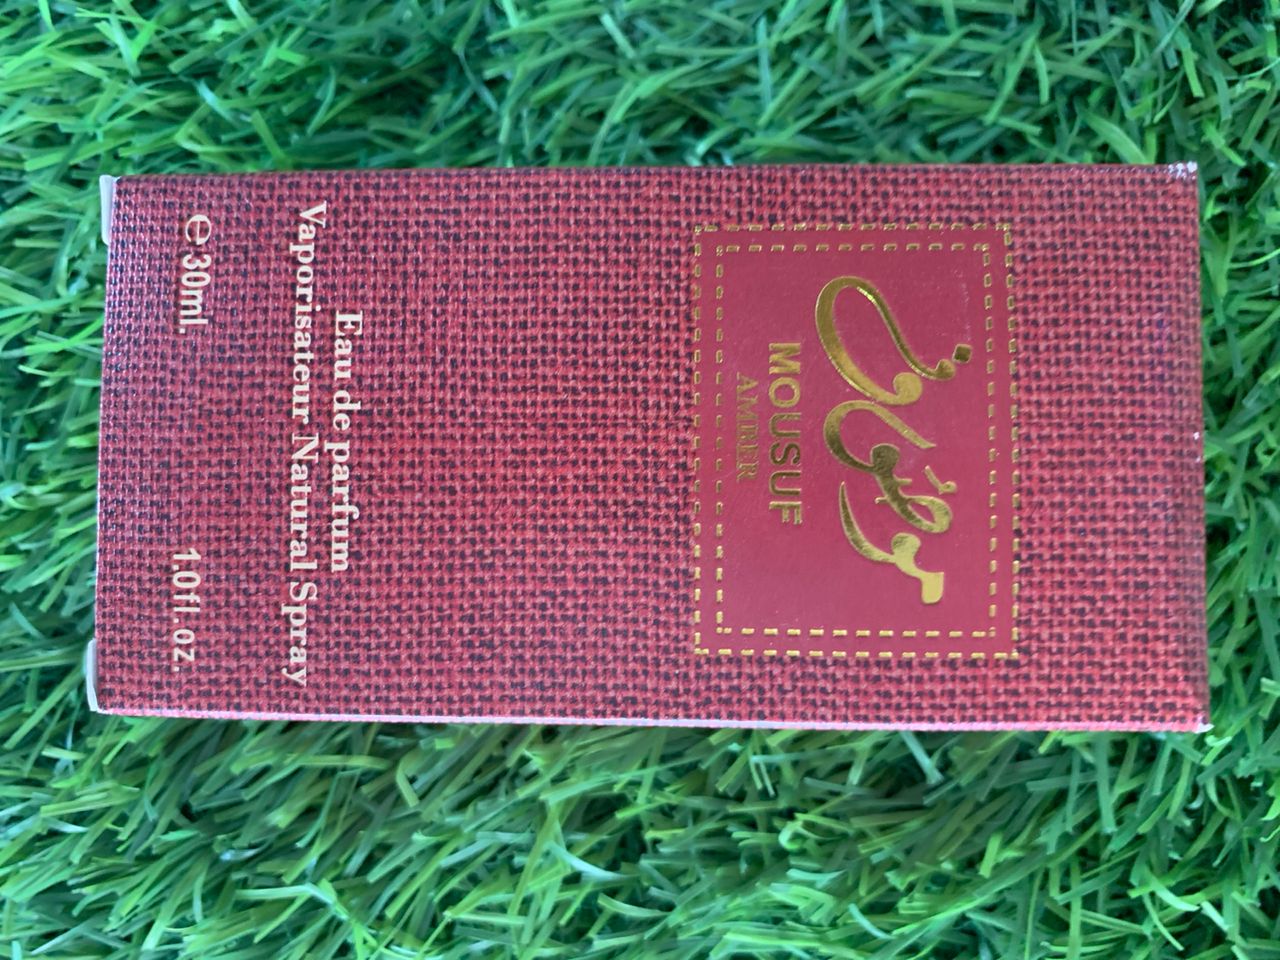 موصوف
MOUSUF
AMBER
Eau de parfum
Vaporisateur Natural Spray
℮ 30ml. 1.0fl.oz.